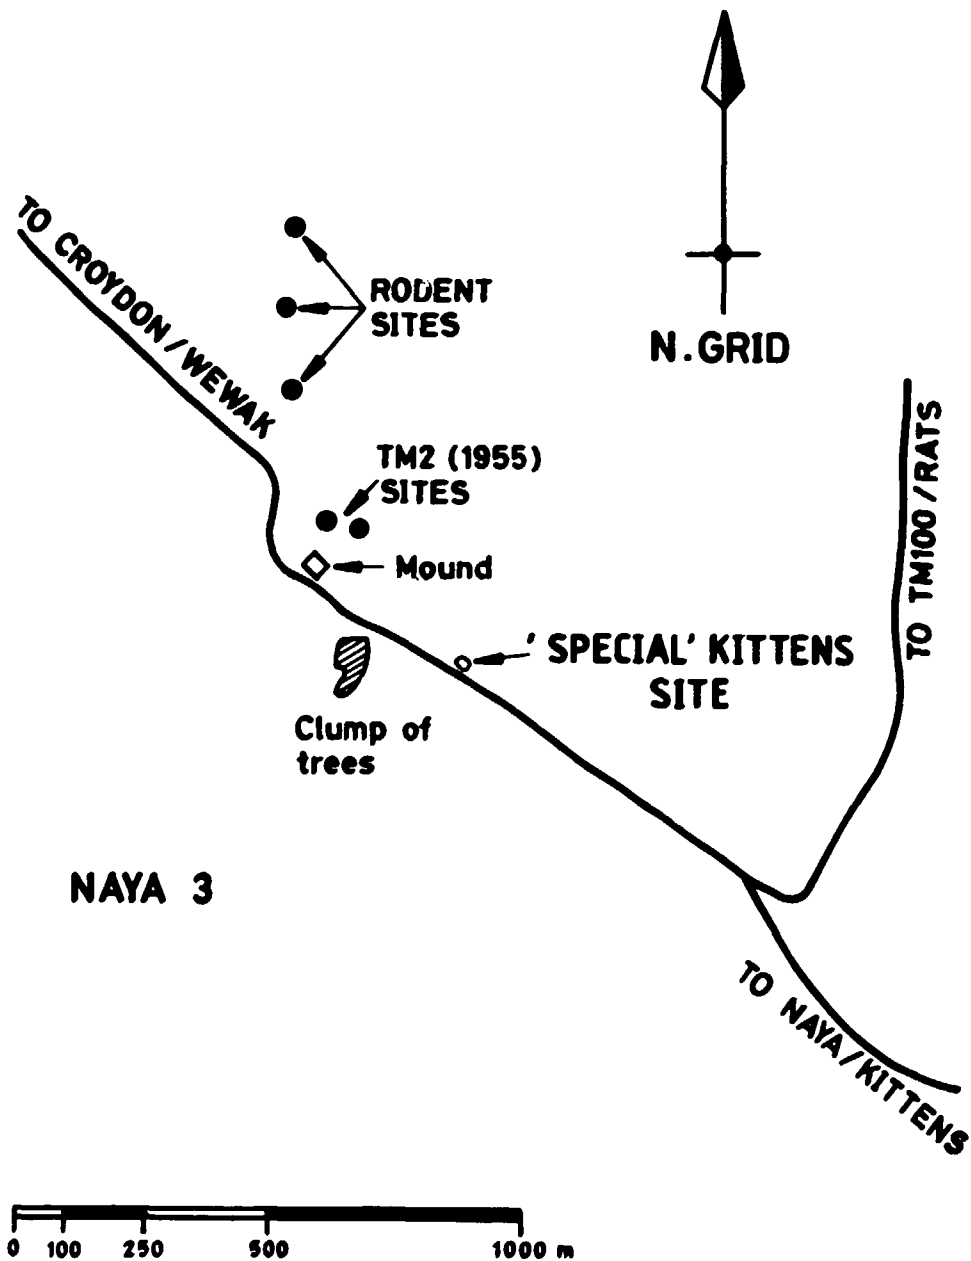 TO CROYDON/WEWAK
RODENT
SITES
N.GRID
TM2 (1955)
SITES
Mound
TO TM100/RATS
'SPECIAL' KITTENS
SITE
Clump of
trees
NAYA 3
TO NAYA/KITTENS
0 100 250 500 1000 m